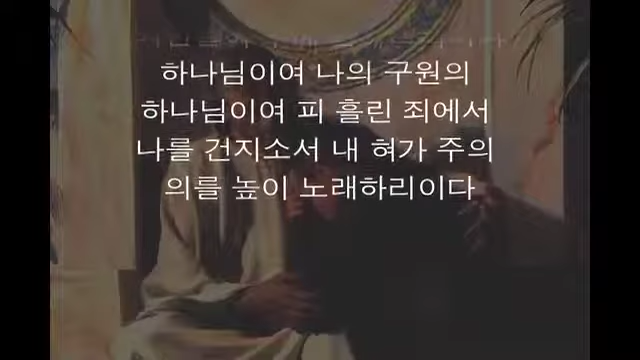 하나님이여 나의 구원의
하나님이여 피 흘린 죄에서
나를 건지소서 내 혀가 주의
의를 높이 노래하리이다